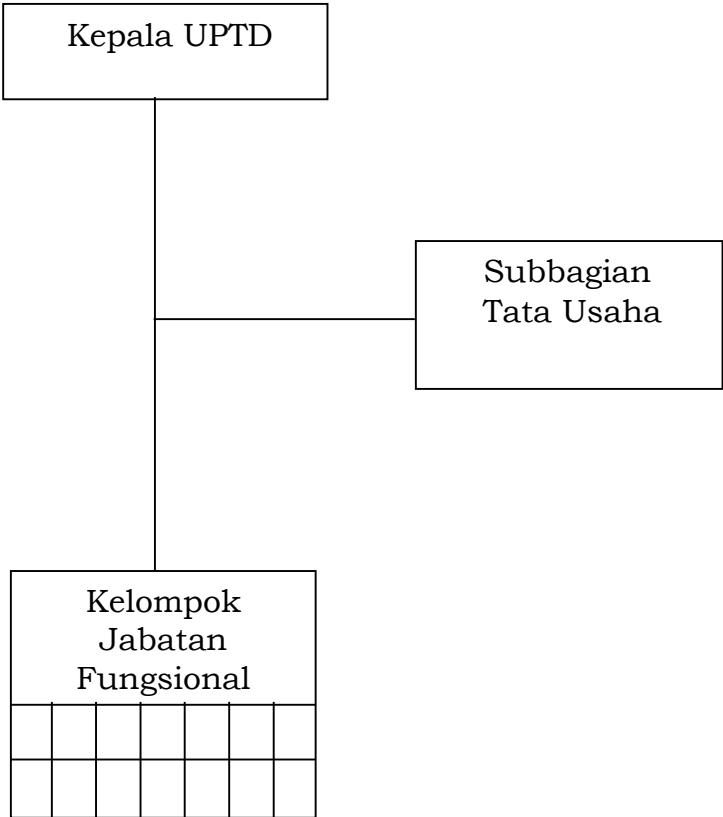 Kepala UPTD
Subbagian
Tata Usaha
Kelompok
Jabatan
Fungsional